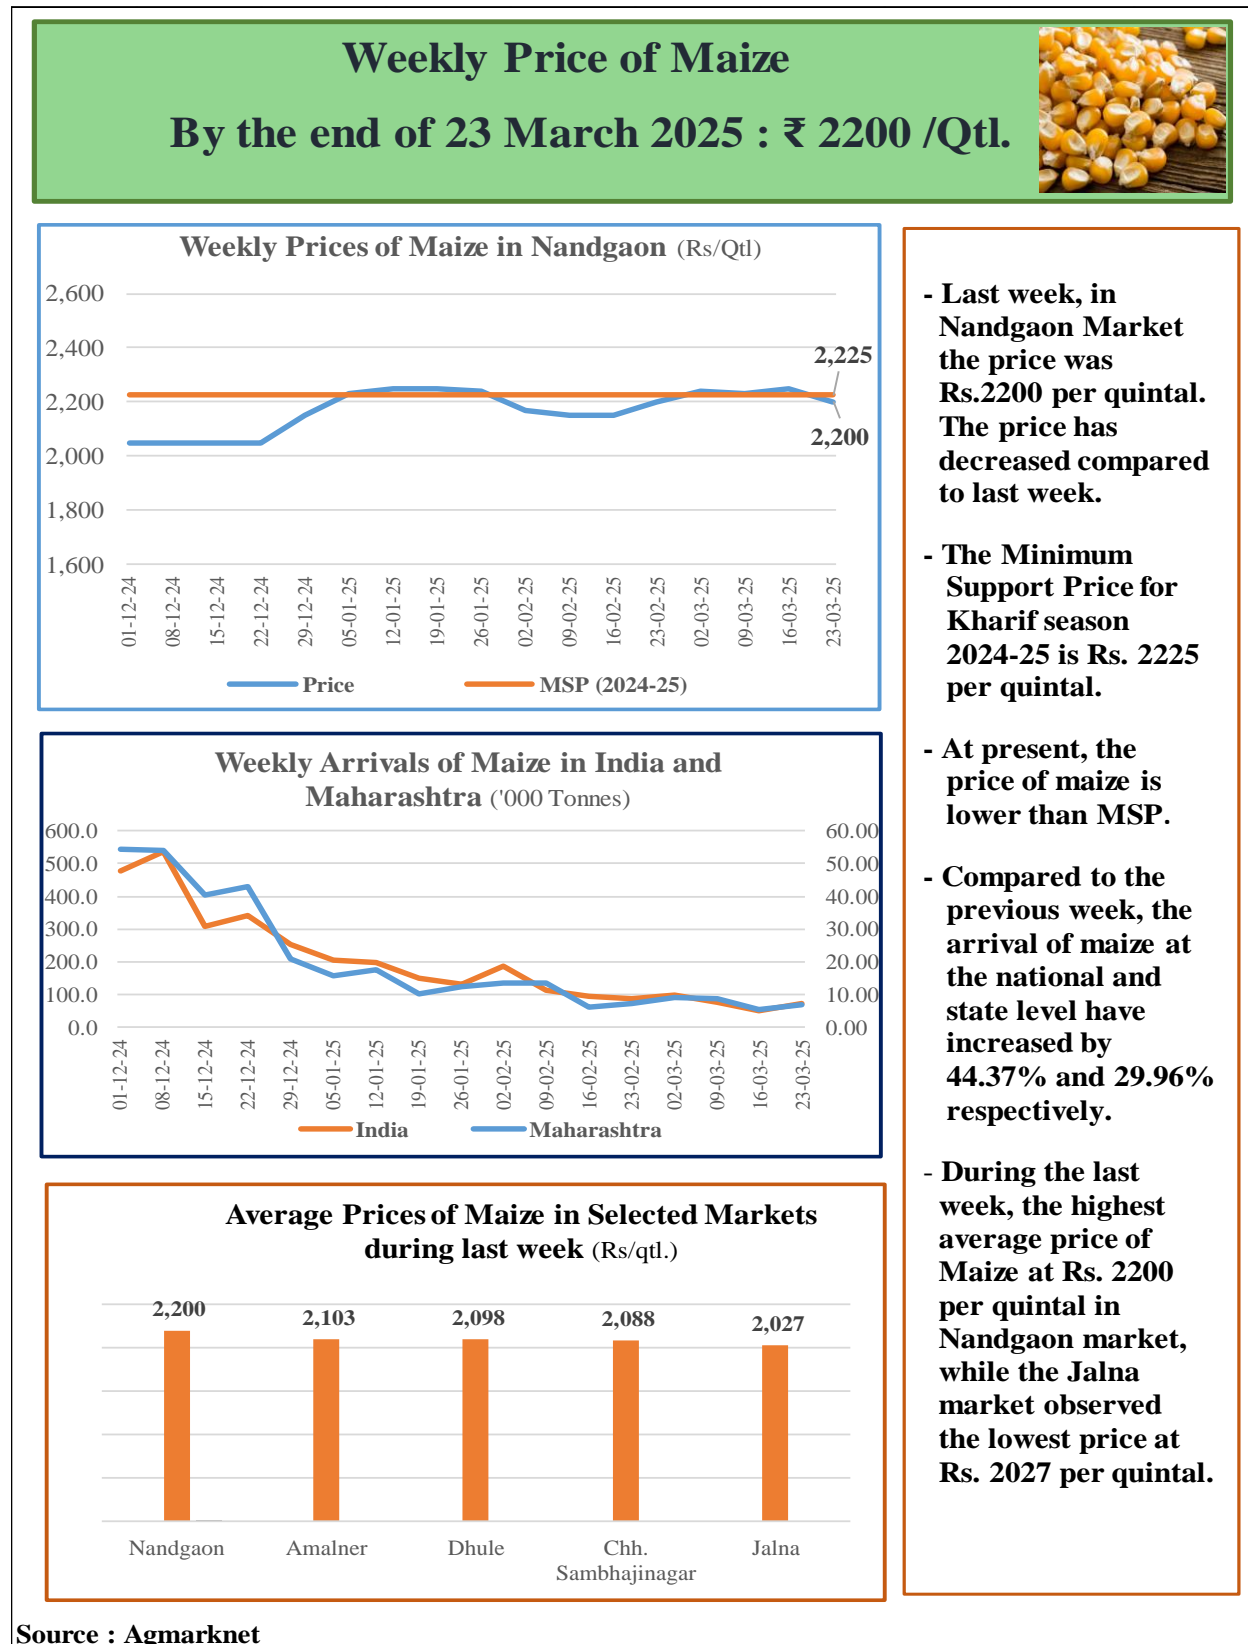 Weekly Price of Maize
By the end of 23 March 2025 : ₹ 2200 /Qtl.
Weekly Prices of Maize in Nandgaon (Rs/Qtl)
2,600
2,400
2,200
2,000
1,800
1,600
2,225
2,200
01-12-24
08-12-24
15-12-24
22-12-24
29-12-24
05-01-25
12-01-25
19-01-25
26-01-25
02-02-25
09-02-25
16-02-25
23-02-25
02-03-25
09-03-25
16-03-25
23-03-25
Price
MSP (2024-25)
Weekly Arrivals of Maize in India and
Maharashtra ('000 Tonnes)
600.0
500.0
400.0
300.0
200.0
100.0
0.0
60.00
50.00
40.00
30.00
20.00
10.00
0.00
01-12-24
08-12-24
15-12-24
22-12-24
29-12-24
05-01-25
12-01-25
19-01-25
26-01-25
02-02-25
09-02-25
16-02-25
23-02-25
02-03-25
09-03-25
16-03-25
23-03-25
India
Maharashtra
Average Prices of Maize in Selected Markets
during last week (Rs/qtl.)
2,200
2,103
2,098
2,088
2,027
Nandgaon
Amalner
Dhule
Chh.
Sambhajinagar
Jalna
- Last week, in
Nandgaon Market
the price was
Rs.2200 per quintal.
The price has
decreased compared
to last week.
- The Minimum
Support Price for
Kharif season
2024-25 is Rs. 2225
per quintal.
- At present, the
price of maize is
lower than MSP.
- Compared to the
previous week, the
arrival of maize at
the national and
state level have
increased by
44.37% and 29.96%
respectively.
- During the last
week, the highest
average price of
Maize at Rs. 2200
per quintal in
Nandgaon market,
while the Jalna
market observed
the lowest price at
Rs. 2027 per quintal.
Source : Agmarknet